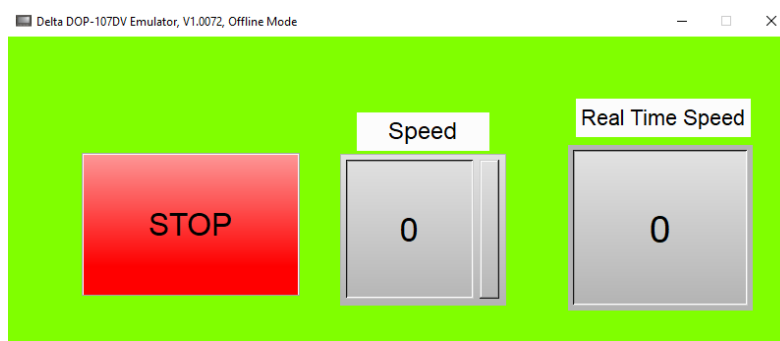 Delta DOP-107DV Emulator, V1.0072, Offline Mode
Real Time Speed
Speed
STOP
0
0